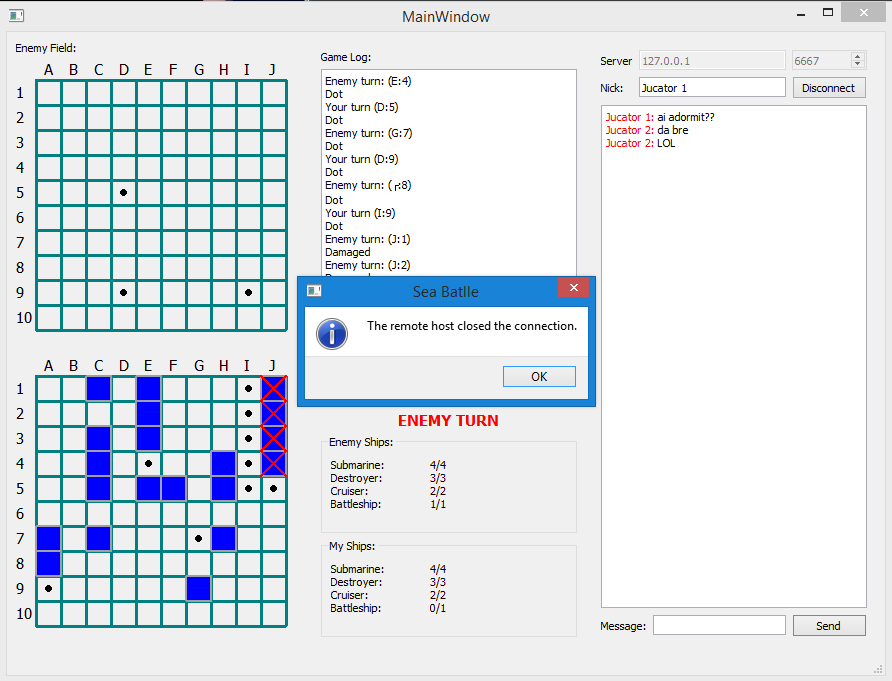 MainWindow
Enemy Field:
A B C D E F G H I J
1
2
3
4
5
6
7
8
9
10
A B C D E F G H I J
1
2
3
4
5
6
7
8
9
10
Game Log:
Enemy turn: (E:4)
Dot
Your turn (D:5)
Dot
Enemy turn: (G:7)
Dot
Your turn (D:9)
Dot
Enemy turn: (┌:8)
Dot
Your turn (I:9)
Dot
Enemy turn: (J:1)
Damaged
Enemy turn: (J:2)
Sea Batlle
The remote host closed the connection.
OK
ENEMY TURN
Enemy Ships:
Submarine: 4/4
Destroyer: 3/3
Cruiser: 2/2
Battleship: 1/1
My Ships:
Submarine: 4/4
Destroyer: 3/3
Cruiser: 2/2
Battleship: 0/1
Server 127.0.0.1 6667
Nick: Jucator 1 Disconnect
Jucator 1: ai adormit??
Jucator 2: da bre
Jucator 2: LOL
Message: Send